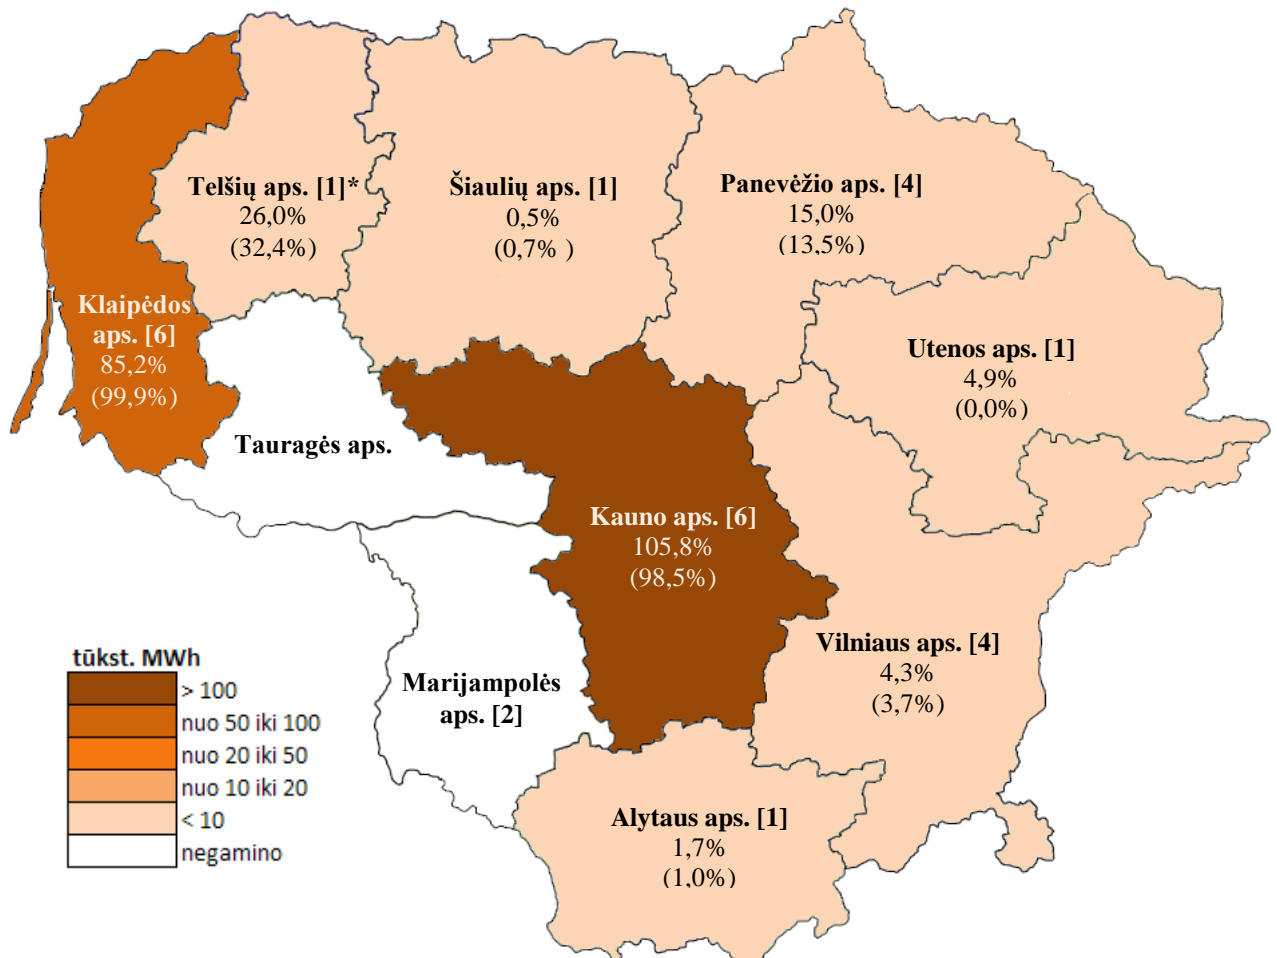 Telšių aps. [1]*
26,0%
(32,4%)
Šiaulių aps. [1]
0,5%
(0,7% )
Panevėžio aps. [4]
15,0%
(13,5%)
Klaipėdos
aps. [6]
85,2%
(99,9%)
Utenos aps. [1]
4,9%
(0,0%)
Tauragės aps.
Kauno aps. [6]
105,8%
(98,5%)
Vilniaus aps. [4]
4,3%
(3,7%)
Marijampolės
aps. [2]
Alytaus aps. [1]
1,7%
(1,0%)
tūkst. MWh
> 100
nuo 50 iki 100
nuo 20 iki 50
nuo 10 iki 20
< 10
negamino